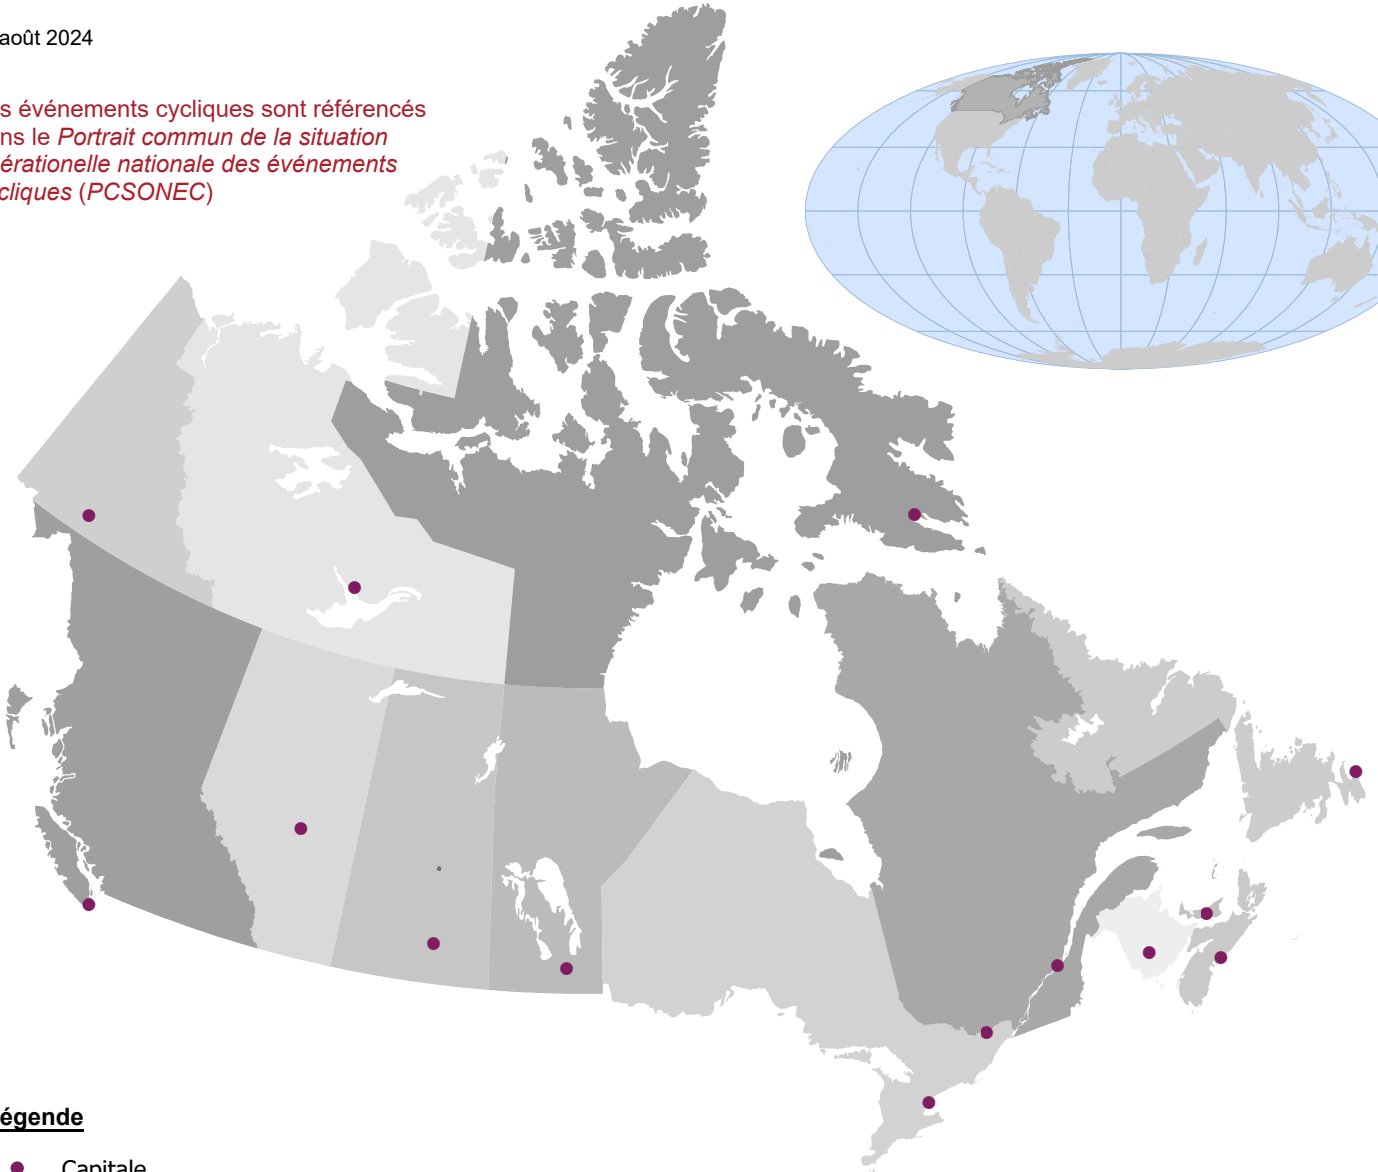 août 2024
s événements cycliques sont référencés
ns le Portrait commun de la situation
érationelle nationale des événements
cliques (PCSONEC)
égende
Capitale